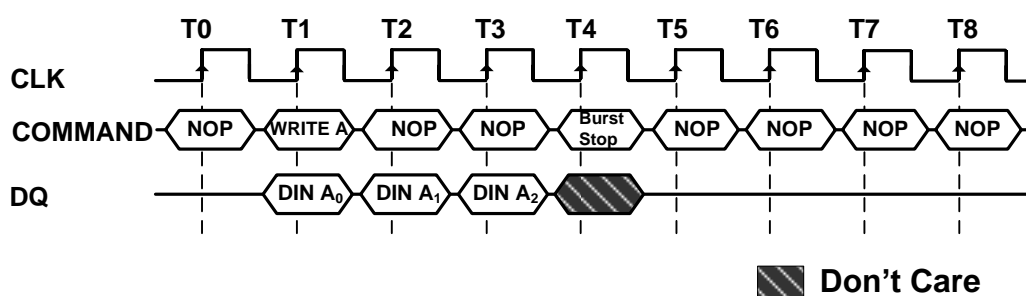 T0 T1 T2 T3 T4 T5 T6 T7 T8
CLK
COMMAND NOP WRITE A NOP NOP Burst Stop NOP NOP NOP NOP
DQ DIN A0 DIN A1 DIN A2
Don't Care